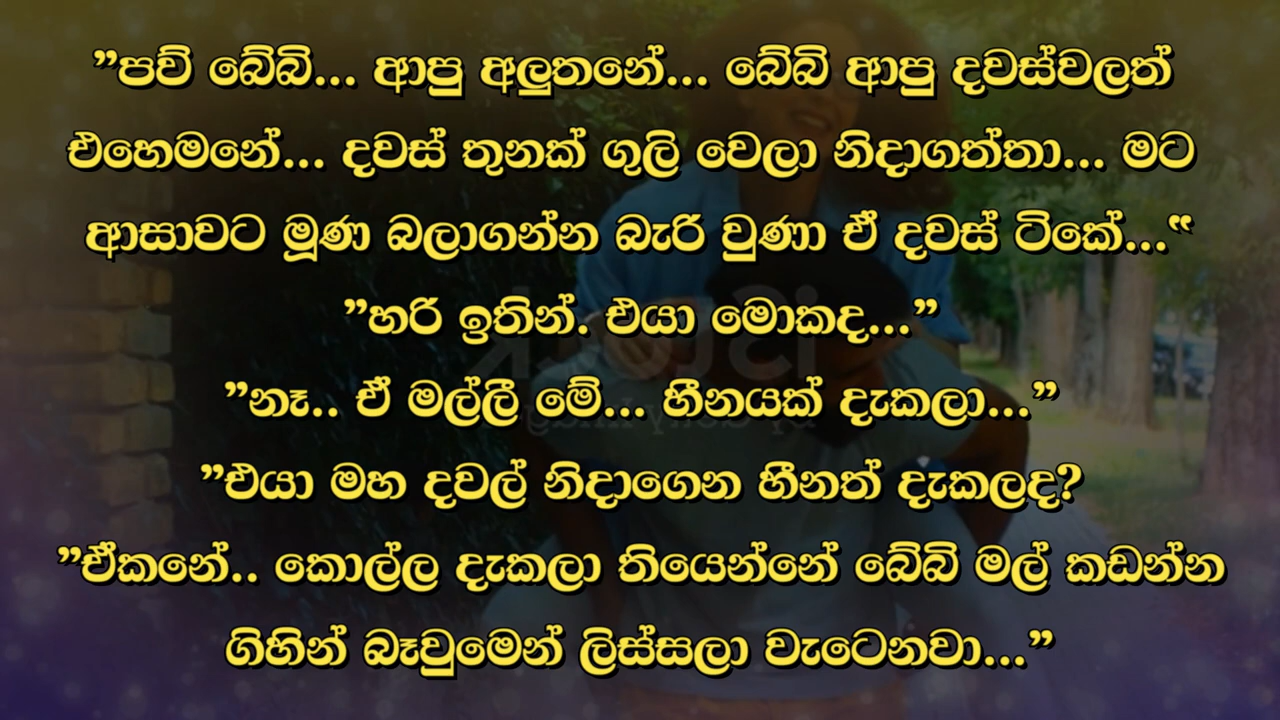 ”පව් බේබි... ආපු අලුතනේ... බේබි ආපු දවස්වලත්
එහෙමනේ... දවස් තුනක් ගුලි වෙලා නිදාගත්තා... මට
ආසාවට මූණ බලාගන්න බැරි වුණා ඒ දවස් ටිකේ...“
”හරි ඉතින්. එයා මොකද...”
”නෑ.. ඒ මල්ලී මේ... හීනයක් දැකලා...”
”එයා මහ දවල් නිදාගෙන හීනත් දැකලද?
”ඒකනේ.. කොල්ල දැකලා තියෙන්නේ බේබි මල් කඩන්න
ගිහින් බෑවුමෙන් ලිස්සලා වැටෙනවා...”